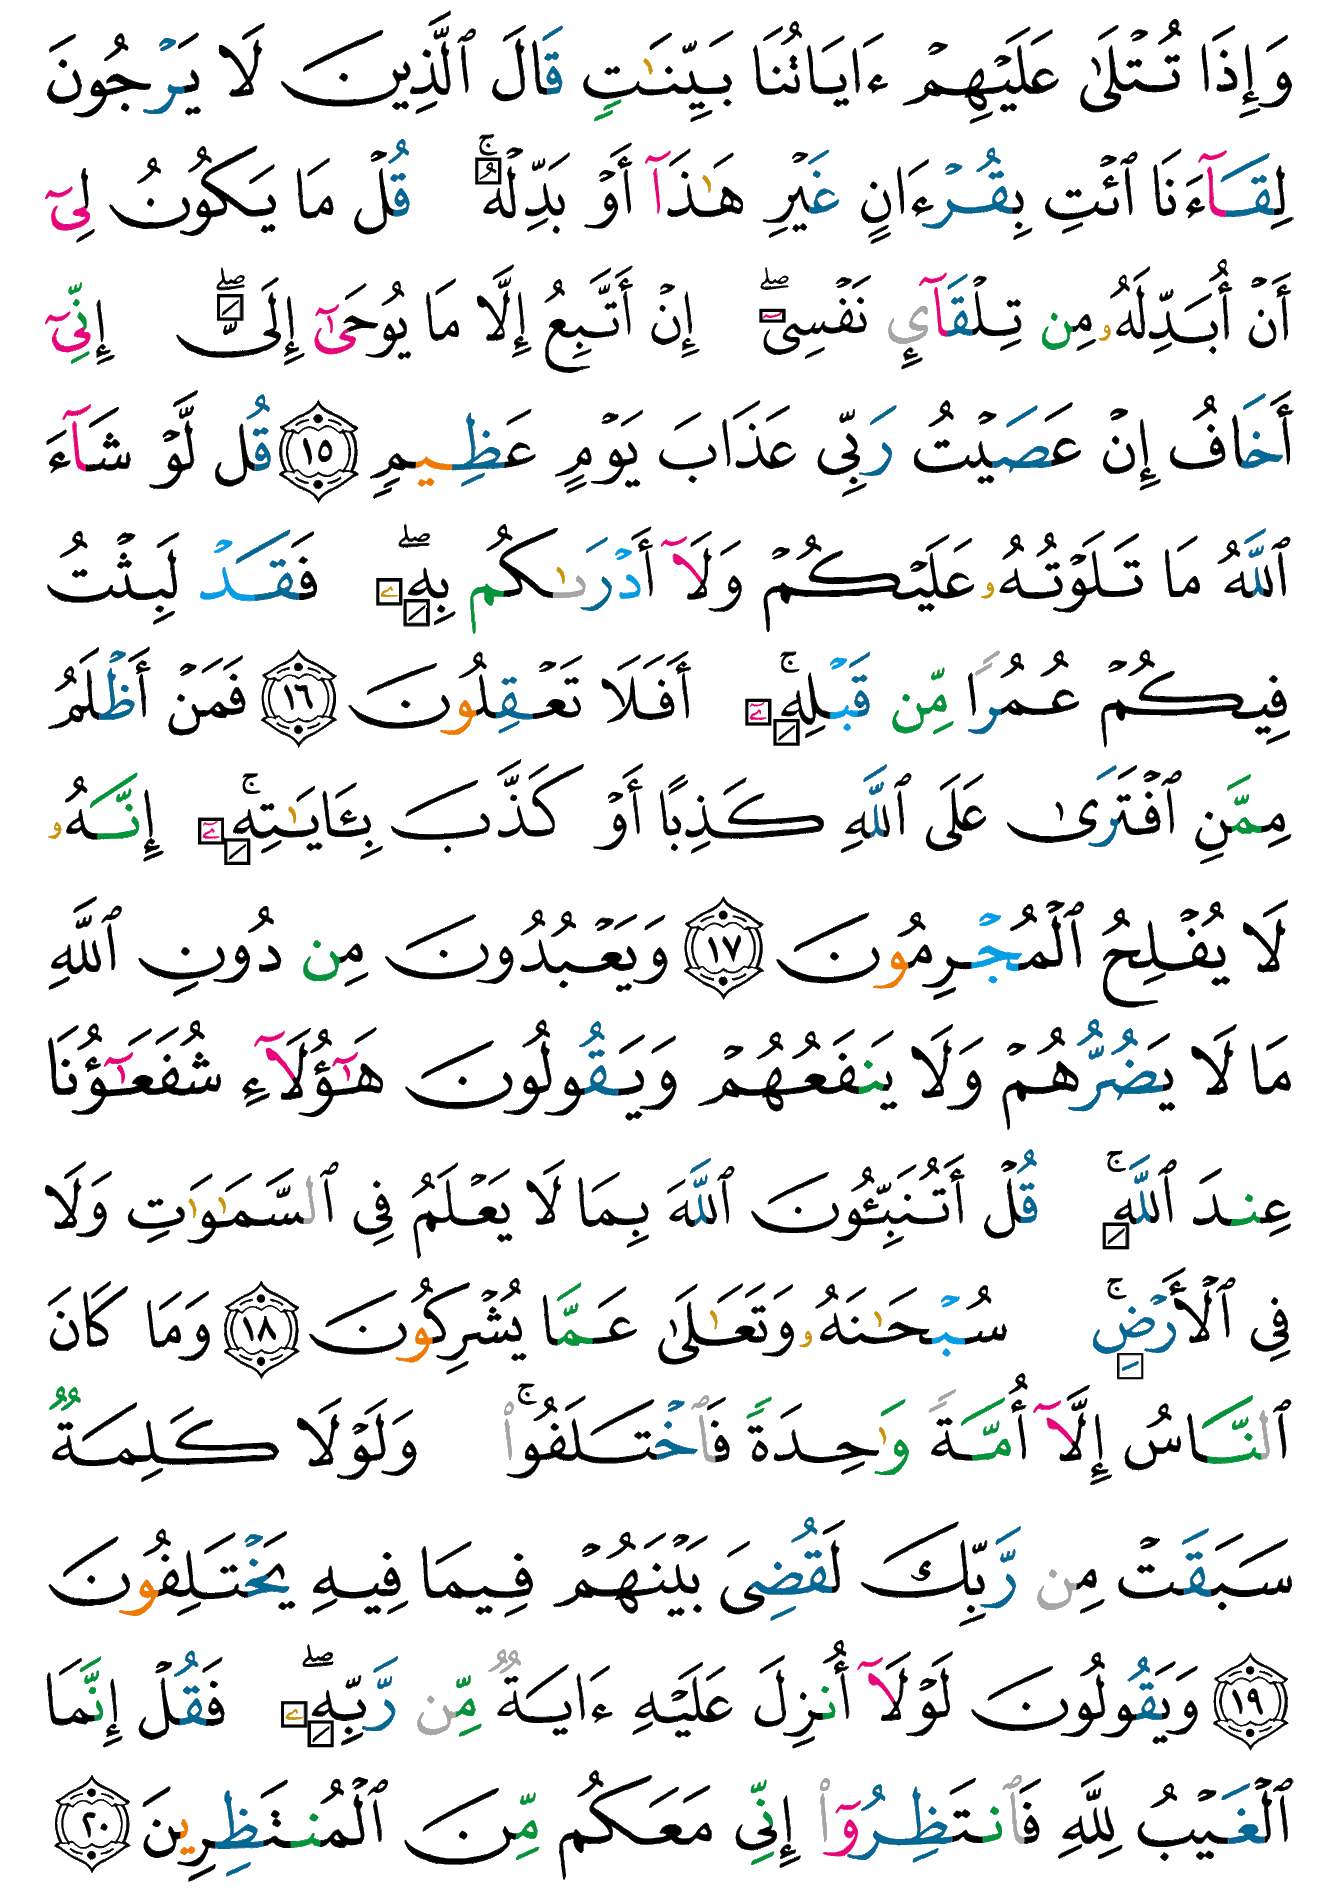 وَإِذَا تُتْلَىٰ عَلَيْهِمْ ءَايَاتُنَا بَيِّنَـٰتٍ قَالَ ٱلَّذِينَ لَا يَرْجُونَ
لِقَآءَنَا ٱئْتِ بِقُرْءَانٍ غَيْرِ هَـٰذَآ أَوْ بَدِّلْهُ ۚ قُلْ مَا يَكُونُ لِىٓ
أَنْ أُبَدِّلَهُۥ مِن تِلْقَآئِ نَفْسِىٓ ۖ إِنْ أَتَّبِعُ إِلَّا مَا يُوحَىٰٓ إِلَىَّ ۖ إِنِّىٓ
أَخَافُ إِنْ عَصَيْتُ رَبِّى عَذَابَ يَوْمٍ عَظِيمٍ ١٥ قُل لَّوْ شَآءَ
ٱللَّهُ مَا تَلَوْتُهُۥ عَلَيْكُمْ وَلَآ أَدْرَىٰكُم بِهِۦ ۖ فَقَدْ لَبِثْتُ
فِيكُمْ عُمُرًا مِّن قَبْلِهِۦٓ ۚ أَفَلَا تَعْقِلُونَ ١٦ فَمَنْ أَظْلَمُ
مِمَّنِ ٱفْتَرَىٰ عَلَى ٱللَّهِ كَذِبًا أَوْ كَذَّبَ بِـَٔايَـٰتِهِۦٓ ۚ إِنَّهُۥ
لَا يُفْلِحُ ٱلْمُجْرِمُونَ ١٧ وَيَعْبُدُونَ مِن دُونِ ٱللَّهِ
مَا لَا يَضُرُّهُمْ وَلَا يَنفَعُهُمْ وَيَقُولُونَ هَـٰٓؤُلَآءِ شُفَعَـٰٓؤُنَا
عِندَ ٱللَّهِ ۚ قُلْ أَتُنَبِّـُٔونَ ٱللَّهَ بِمَا لَا يَعْلَمُ فِى ٱلسَّمَـٰوَٰتِ وَلَا
فِى ٱلْأَرْضِ ۚ سُبْحَـٰنَهُۥ وَتَعَـٰلَىٰ عَمَّا يُشْرِكُونَ ١٨ وَمَا كَانَ
ٱلنَّاسُ إِلَّآ أُمَّةً وَٰحِدَةً فَٱخْتَلَفُوا۟ ۚ وَلَوْلَا كَلِمَةٌ
سَبَقَتْ مِن رَّبِّكَ لَقُضِىَ بَيْنَهُمْ فِيمَا فِيهِ يَخْتَلِفُونَ
١٩ وَيَقُولُونَ لَوْلَآ أُنزِلَ عَلَيْهِ ءَايَةٌ مِّن رَّبِّهِۦ ۖ فَقُلْ إِنَّمَا
ٱلْغَيْبُ لِلَّهِ فَٱنتَظِرُوٓا۟ إِنِّى مَعَكُم مِّنَ ٱلْمُنتَظِرِينَ ٢٠